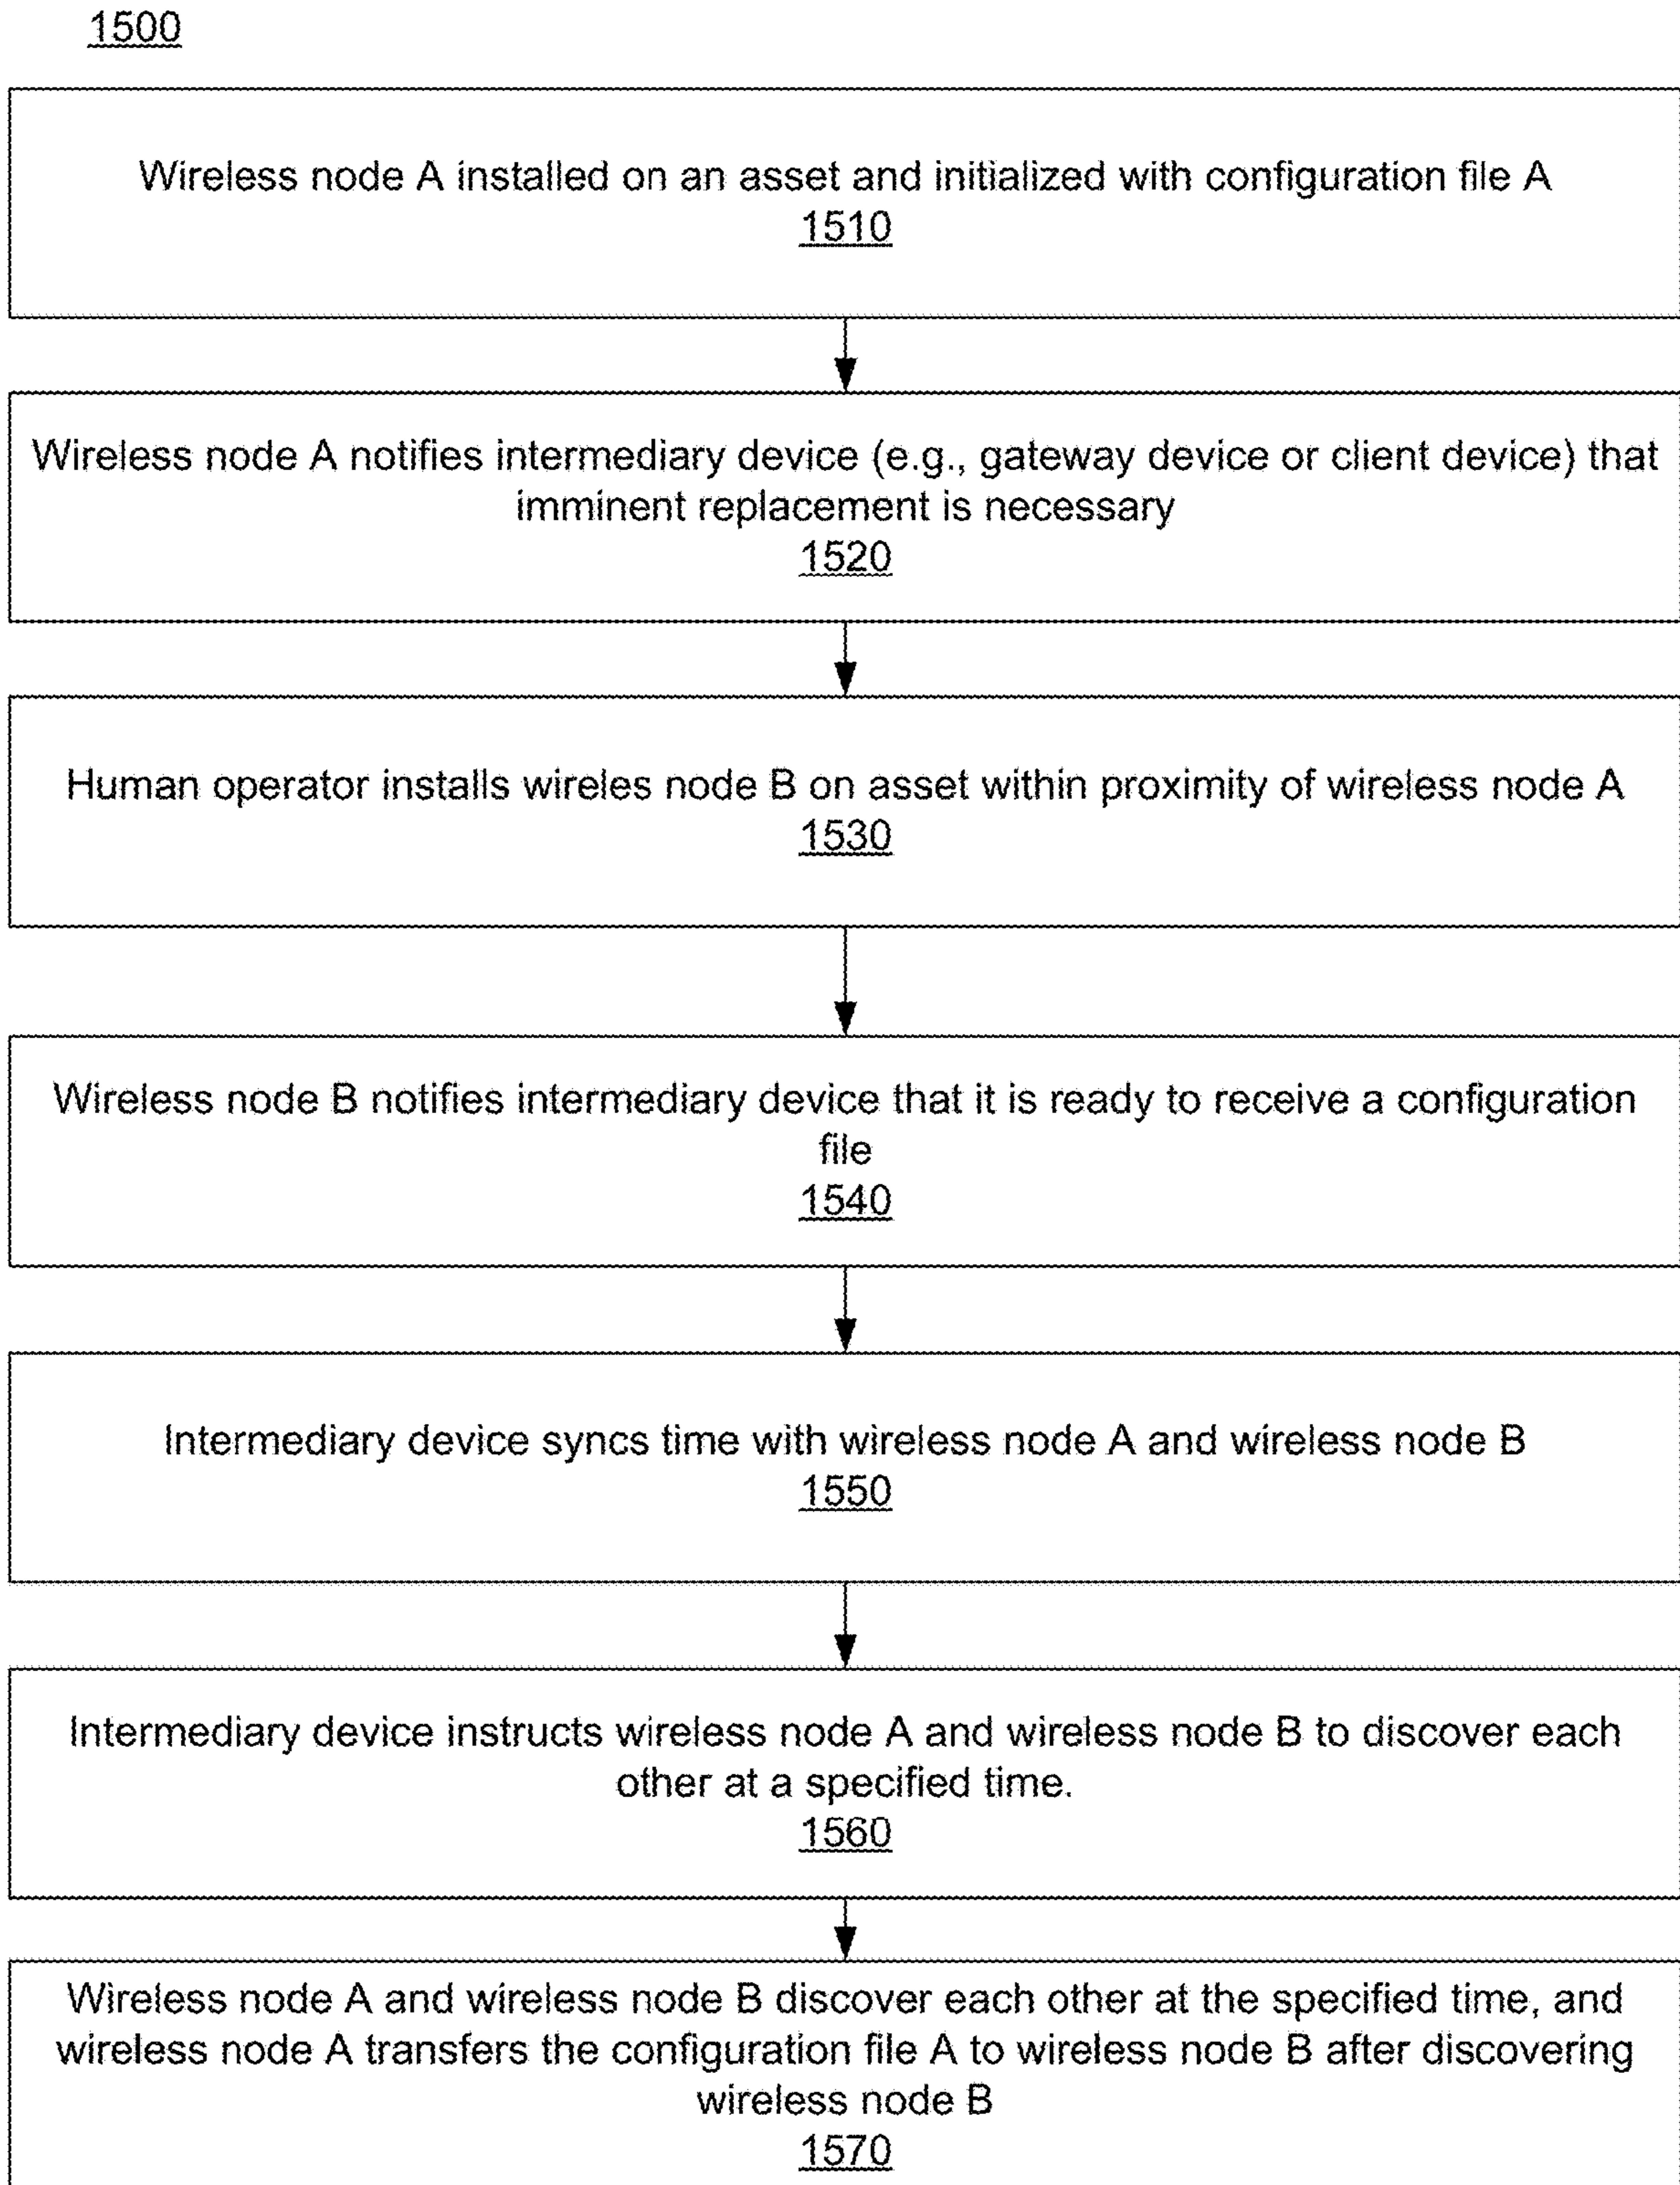 1500
Wireless node A installed on an asset and initialized with configuration file A
1510
Wireless node A notifies intermediary device (e.g., gateway device or client device) that
imminent replacement is necessary
1520
Human operator installs wireles node B on asset within proximity of wireless node A
1530
Wireless node B notifies intermediary device that it is ready to receive a configuration
file
1540
Intermediary device syncs time with wireless node A and wireless node B
1550
Intermediary device instructs wireless node A and wireless node B to discover each
other at a specified time.
1560
Wireless node A and wireless node B discover each other at the specified time, and
wireless node A transfers the configuration file A to wireless node B after discovering
wireless node B
1570